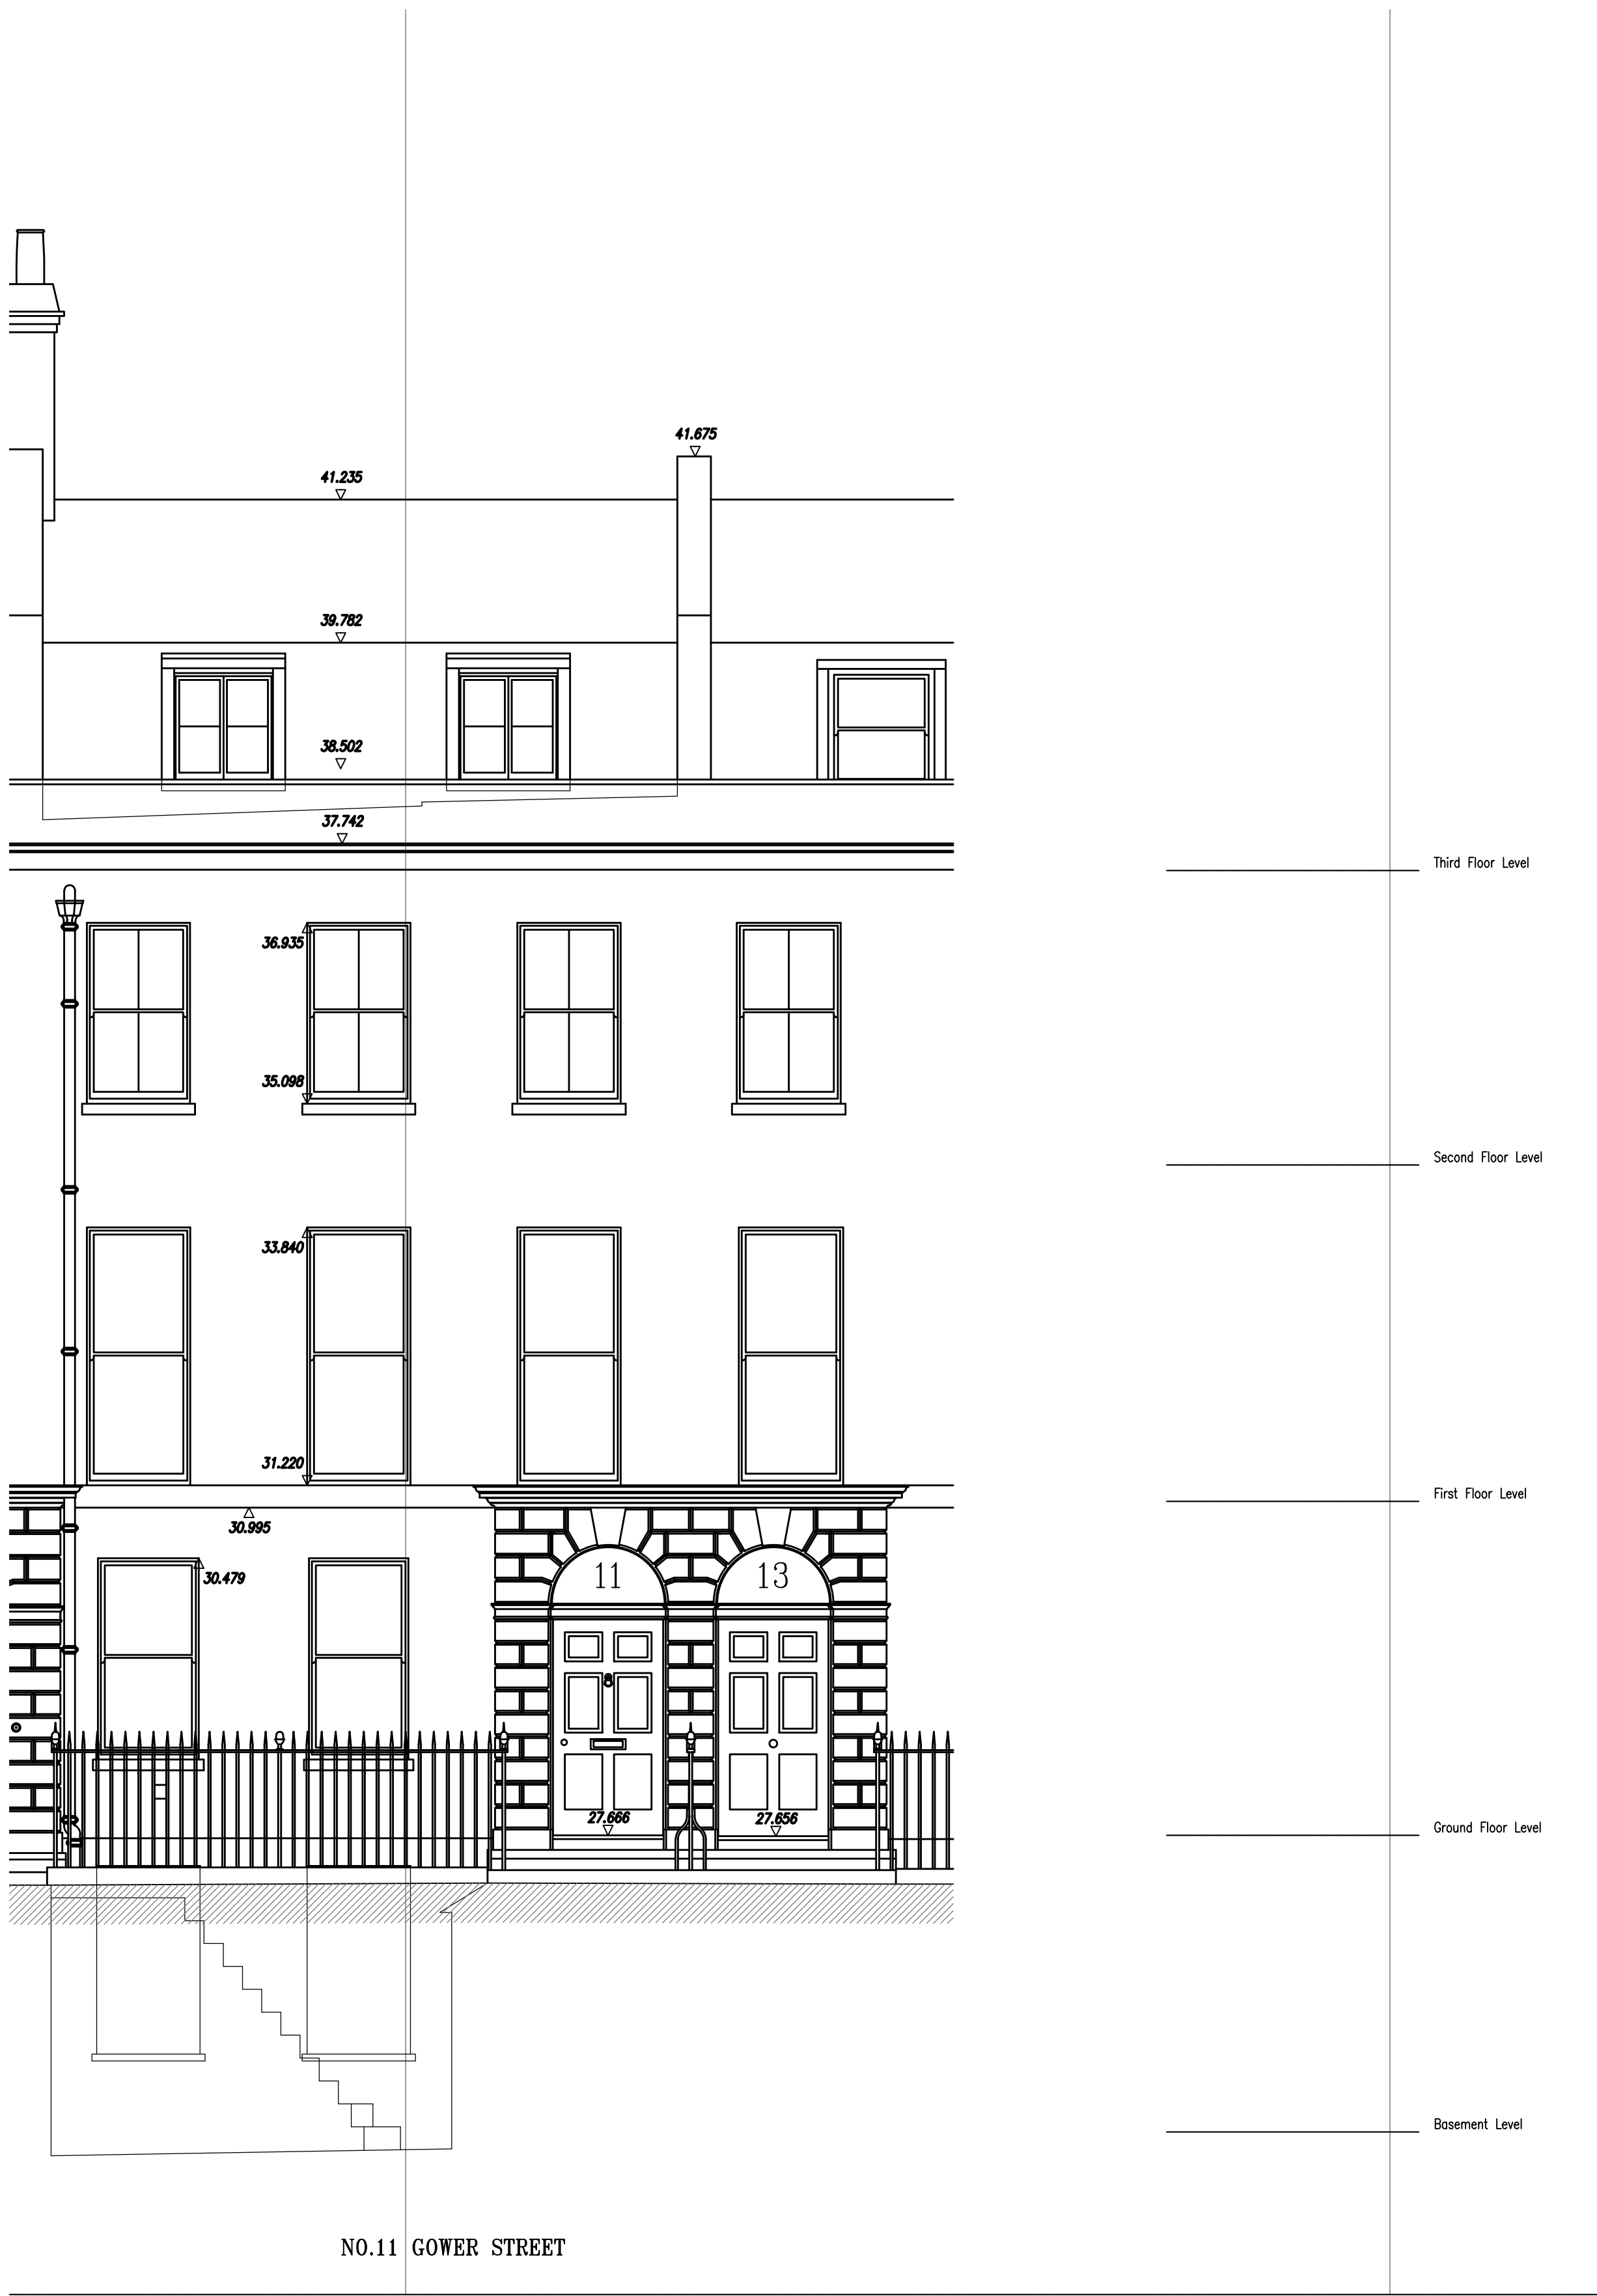 41.675
41.235
39.782
38.502
37.742
Third Floor Level
36.935
35.098
Second Floor Level
33.840
31.220
First Floor Level
30.995
30.479
11
13
27.666
27.656
Ground Floor Level
Basement Level
NO.11 GOWER STREET